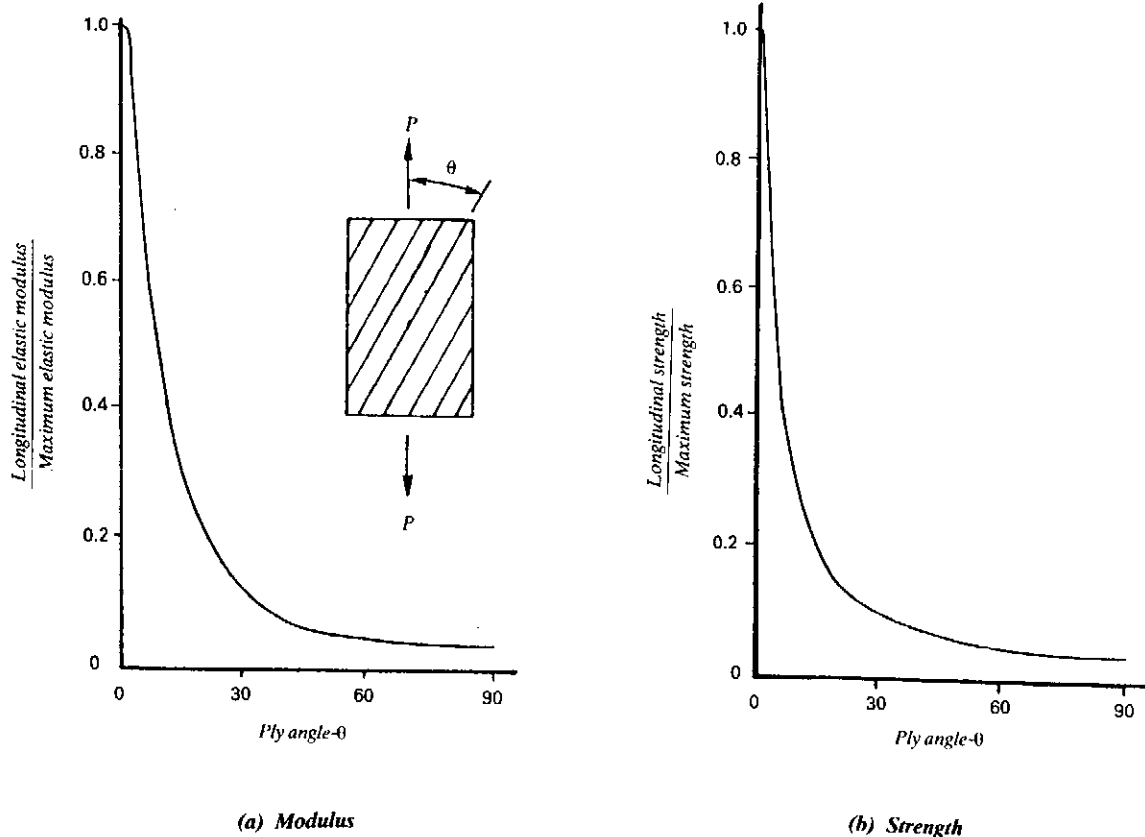 1.0
0.8
0.6
0.4
0.2
0
0
30
60
90
Longitudinal elastic modulus
Maximum elastic modulus
P
θ
P
Ply angle-θ
(a) Modulus
1.0
0.8
0.6
0.4
0.2
0
0
30
60
90
Longitudinal strength
Maximum strength
Ply angle-θ
(b) Strength